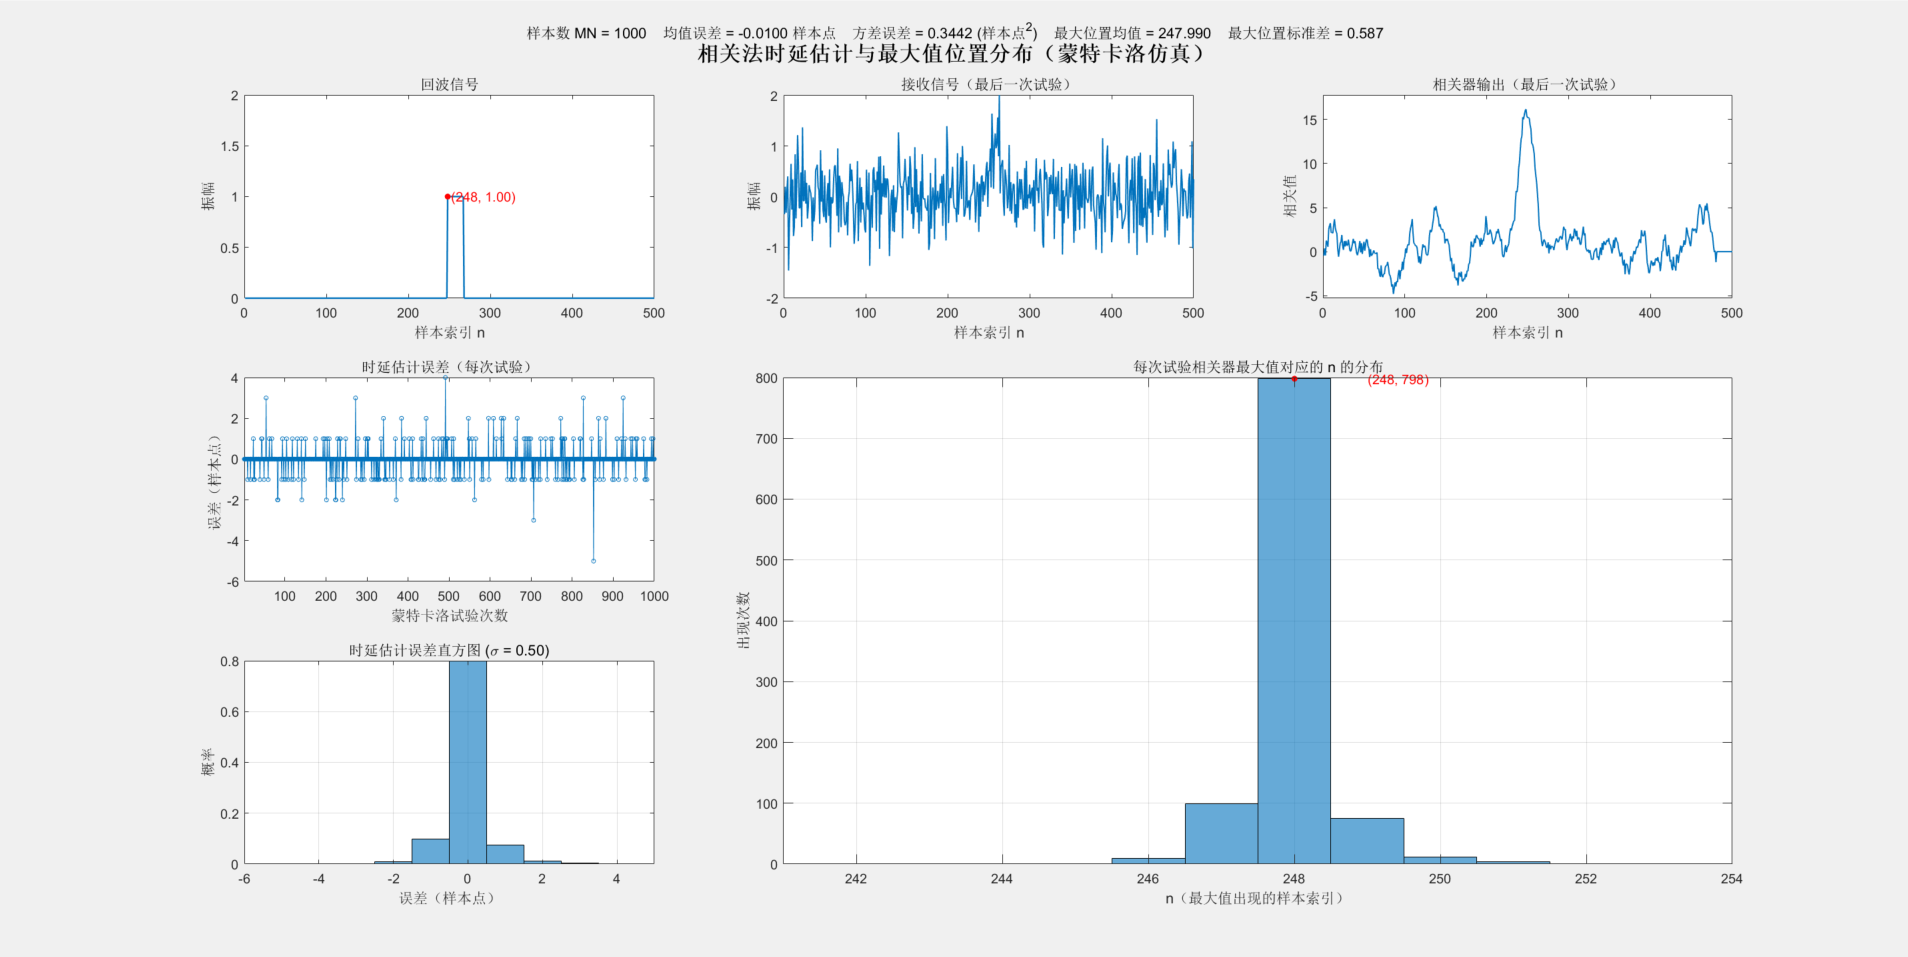 样本数 MN = 1000    均值误差 = -0.0100 样本点    方差误差 = 0.3442 (样本点²)    最大位置均值 = 247.990    最大位置标准差 = 0.587
相关法时延估计与最大值位置分布（蒙特卡洛仿真）
回波信号
2
1.5
1
0.5
0
振幅
(248, 1.00)
0 100 200 300 400 500
样本索引 n
接收信号（最后一次试验）
2
1
0
-1
-2
振幅
0 100 200 300 400 500
样本索引 n
相关器输出（最后一次试验）
15
10
5
0
-5
相关值
0 100 200 300 400 500
样本索引 n
时延估计误差（每次试验）
4
2
0
-2
-4
-6
误差（样本点）
100 200 300 400 500 600 700 800 900 1000
蒙特卡洛试验次数
时延估计误差直方图 (σ = 0.50)
0.8
0.6
0.4
0.2
0
概率
-6 -4 -2 0 2 4
误差（样本点）
每次试验相关器最大值对应的 n 的分布
(248, 798)
800
700
600
500
400
300
200
100
0
出现次数
242 244 246 248 250 252 254
n（最大值出现的样本索引）